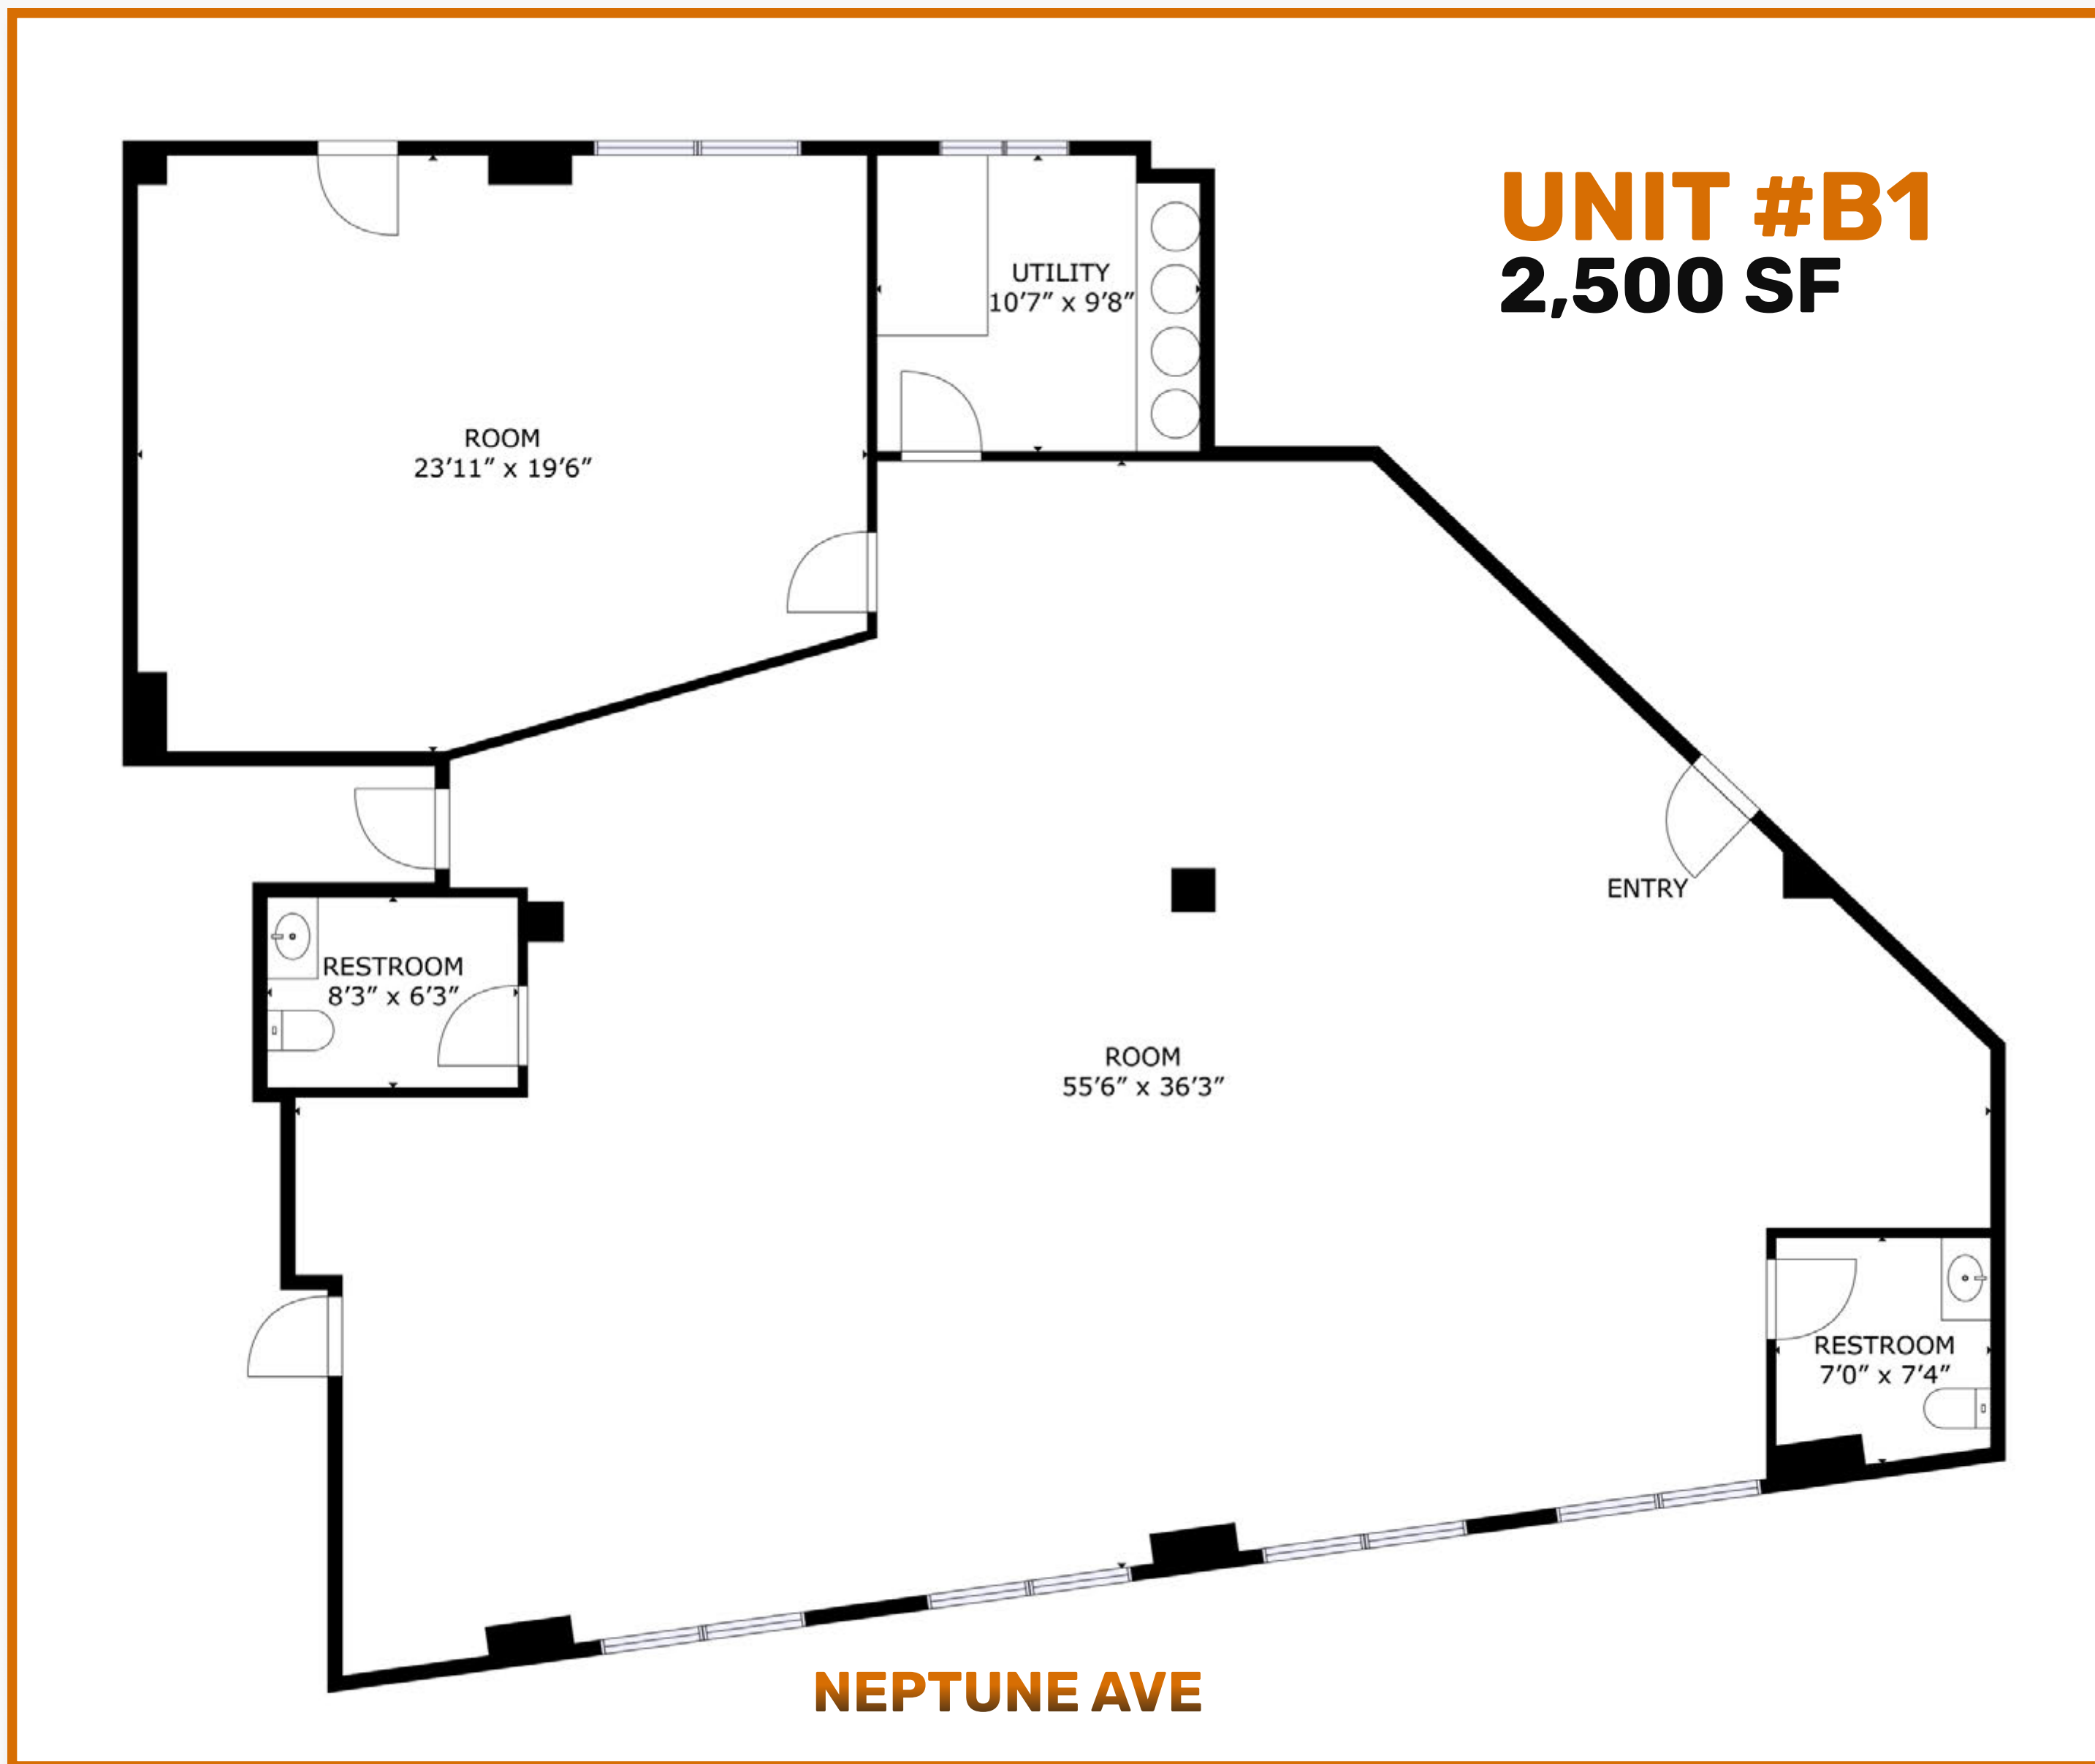 UNIT #B1
2,500 SF
UTILITY
10’7” x 9’8”
ROOM
23’11” x 19’6”
ENTRY
RESTROOM
8’3” x 6’3”
ROOM
55’6” x 36’3”
RESTROOM
7’0” x 7’4”
NEPTUNE AVE